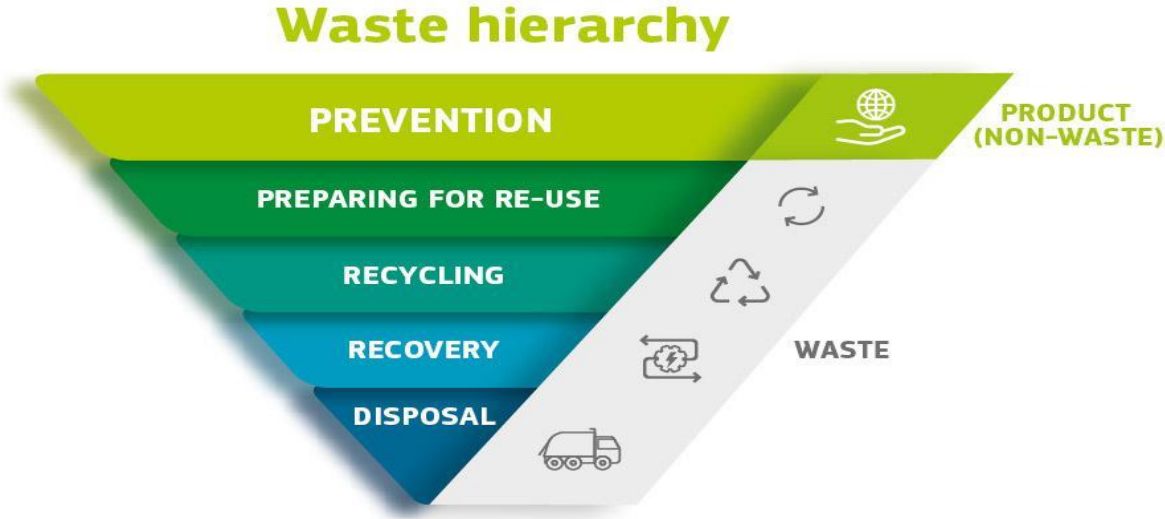 Waste hierarchy
PREVENTION
PRODUCT
(NON-WASTE)
PREPARING FOR RE-USE
RECYCLING
RECOVERY
WASTE
DISPOSAL